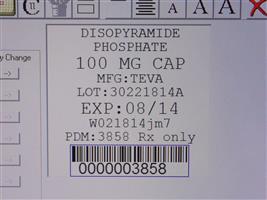 A A A
y Change
DISOPYRAMIDE
PHOSPHATE
100 MG CAP
MFG:TEVA
LOT:30221814A
EXP:08/14
W021814jm7
PDM:3858 Rx only
0000003858